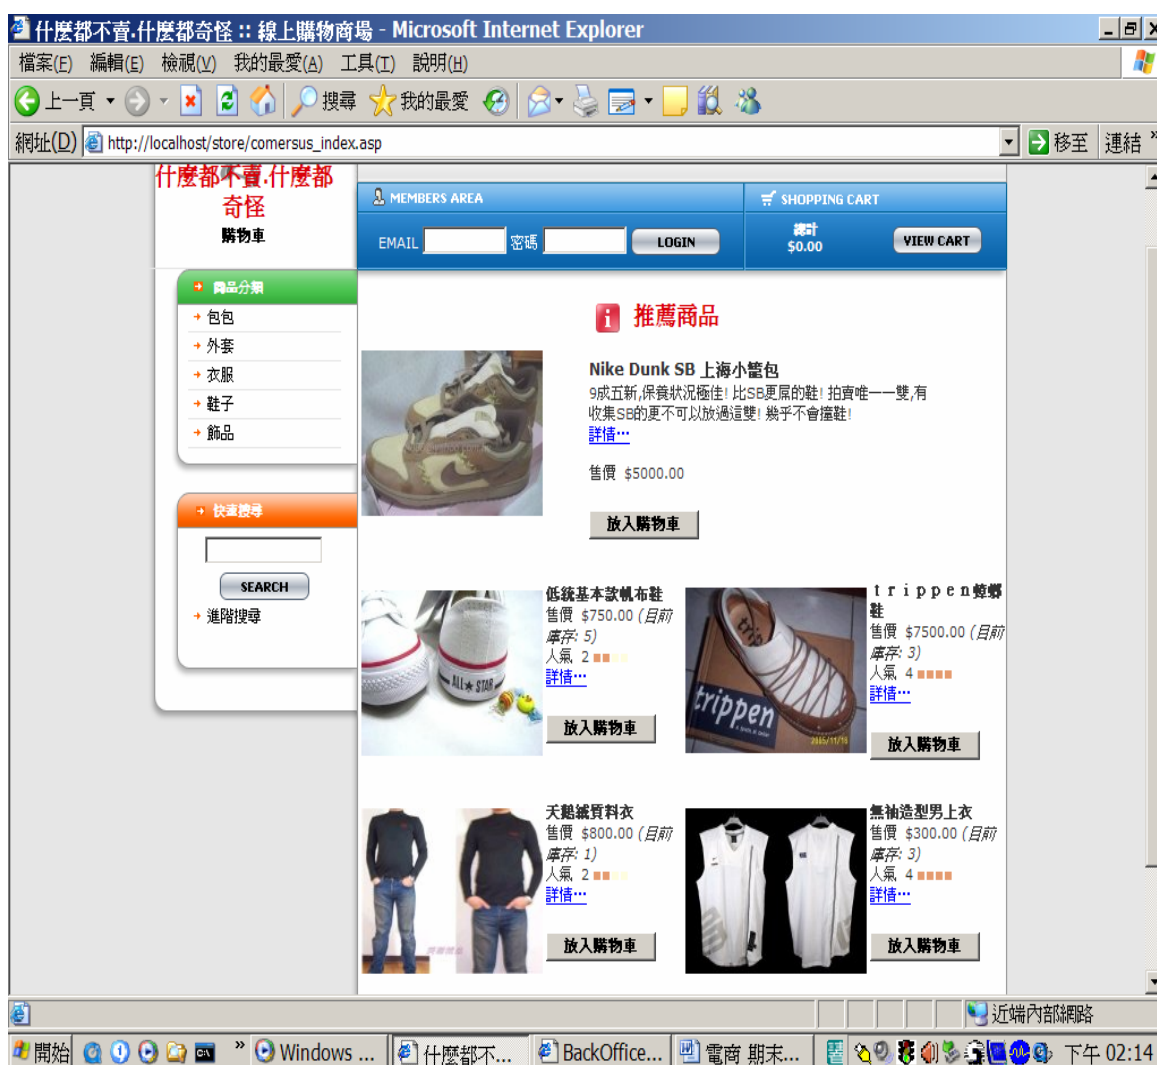 什麼都不賣.什麼都奇怪 :: 線上購物商場 - Microsoft Internet Explorer
檔案(F) 編輯(E) 檢視(V) 我的最愛(A) 工具(T) 說明(H)
上一頁 搜尋 我的最愛
網址(D) http://localhost/store/comersus_index.asp 移至 連結 »
什麼都不賣.什麼都
奇怪
購物車
MEMBERS AREA
EMAIL 密碼 LOGIN
SHOPPING CART
總計
$0.00
VIEW CART
商品分類
包包
外套
衣服
鞋子
飾品
快速搜尋
SEARCH
進階搜尋
i 推薦商品
Nike Dunk SB 上海小籠包
9成五新,保養狀況極佳! 比SB更屌的鞋! 拍賣唯一一雙,有
收集SB的更不可以放過這雙! 幾乎不會撞鞋!
詳情…
售價 $5000.00
放入購物車
ALL★STAR
低統基本款帆布鞋
售價 $750.00 (目前
庫存: 5)
人氣 2
詳情…
放入購物車
trippen
trippen
2005/11/16
ｔｒｉｐｐｅｎ蟑螂
鞋
售價 $7500.00 (目前
庫存: 3)
人氣 4
詳情…
放入購物車
天鵝絨質料衣
售價 $800.00 (目前
庫存: 1)
人氣 2
詳情…
放入購物車
無袖造型男上衣
售價 $300.00 (目前
庫存: 3)
人氣 4
詳情…
放入購物車
近端內部網路
開始 » Windows ... 什麼都不... BackOffice... 電商 期末... 下午 02:14